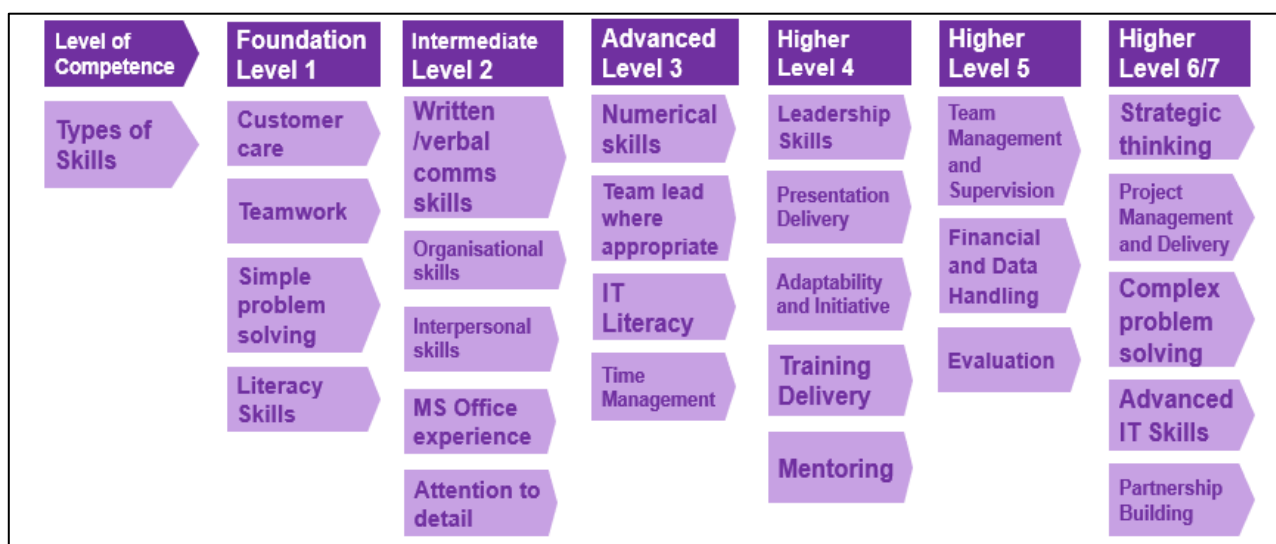 Level of
Competence
Foundation
Level 1
Intermediate
Level 2
Advanced
Level 3
Higher
Level 4
Higher
Level 5
Higher
Level 6/7
Types of
Skills
Customer
care
Teamwork
Simple
problem
solving
Literacy
Skills
Written
/verbal
comms
skills
Organisational
skills
Interpersonal
skills
MS Office
experience
Attention to
detail
Numerical
skills
Team lead
where
appropriate
IT
Literacy
Time
Management
Leadership
Skills
Presentation
Delivery
Adaptability
and Initiative
Training
Delivery
Mentoring
Team
Management
and
Supervision
Financial
and Data
Handling
Evaluation
Strategic
thinking
Project
Management
and Delivery
Complex
problem
solving
Advanced
IT Skills
Partnership
Building